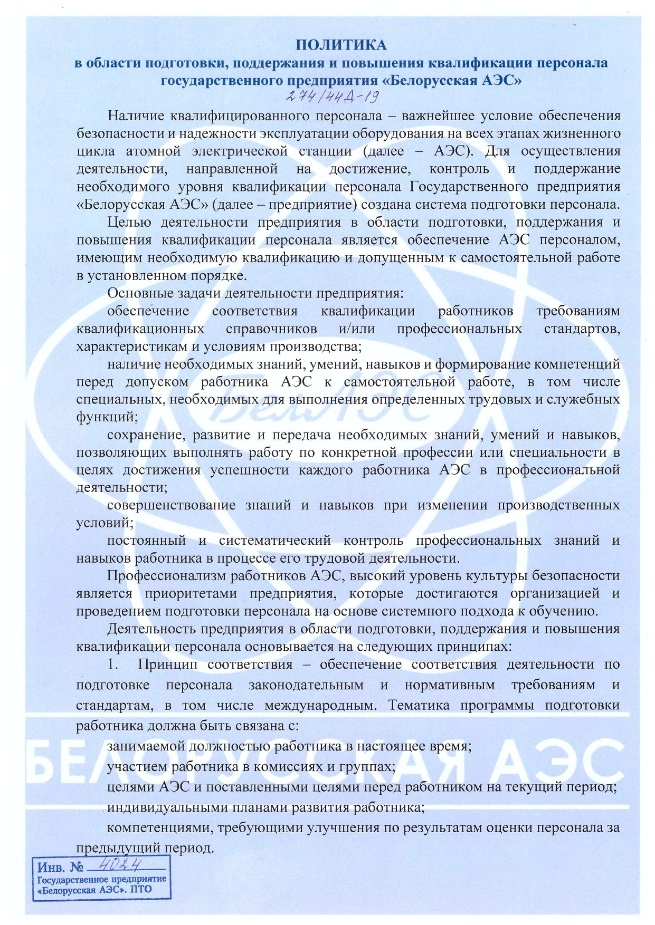 ПОЛИТИКА
в области подготовки, поддержания и повышения квалификации персонала
государственного предприятия «Белорусская АЭС»
274/44Д-19
Наличие квалифицированного персонала – важнейшее условие обеспечения
безопасности и надежности эксплуатации оборудования на всех этапах жизненного
цикла атомной электрической станции (далее – АЭС). Для осуществления
деятельности, направленной на достижение, контроль и поддержание
необходимого уровня квалификации персонала Государственного предприятия
«Белорусская АЭС» (далее – предприятие) создана система подготовки персонала.
Целью деятельности предприятия в области подготовки, поддержания и
повышения квалификации персонала является обеспечение АЭС персоналом,
имеющим необходимую квалификацию и допущенным к самостоятельной работе
в установленном порядке.
Основные задачи деятельности предприятия:
обеспечение соответствия квалификации работников требованиям
квалификационных справочников и/или профессиональных стандартов,
характеристикам и условиям производства;
наличие необходимых знаний, умений, навыков и формирование компетенций
перед допуском работника АЭС к самостоятельной работе, в том числе
специальных, необходимых для выполнения определенных трудовых и служебных
функций;
БелАЭС
сохранение, развитие и передача необходимых знаний, умений и навыков,
позволяющих выполнять работу по конкретной профессии или специальности в
целях достижения успешности каждого работника АЭС в профессиональной
деятельности;
совершенствование знаний и навыков при изменении производственных
условий;
постоянный и систематический контроль профессиональных знаний и
навыков работника в процессе его трудовой деятельности.
Профессионализм работников АЭС, высокий уровень культуры безопасности
является приоритетами предприятия, которые достигаются организацией и
проведением подготовки персонала на основе системного подхода к обучению.
Деятельность предприятия в области подготовки, поддержания и повышения
квалификации персонала основывается на следующих принципах:
1. Принцип соответствия – обеспечение соответствия деятельности по
подготовке персонала законодательным и нормативным требованиям и
стандартам, в том числе международным. Тематика программы подготовки
работника должна быть связана с:
занимаемой должностью работника в настоящее время;
участием работника в комиссиях и группах;
БЕЛОРУССКАЯ АЭС
целями АЭС и поставленными целями перед работником на текущий период;
индивидуальными планами развития работника;
компетенциями, требующими улучшения по результатам оценки персонала за
предыдущий период.
Инв. № 4024
Государственное предприятие
«Белорусская АЭС». ПТО